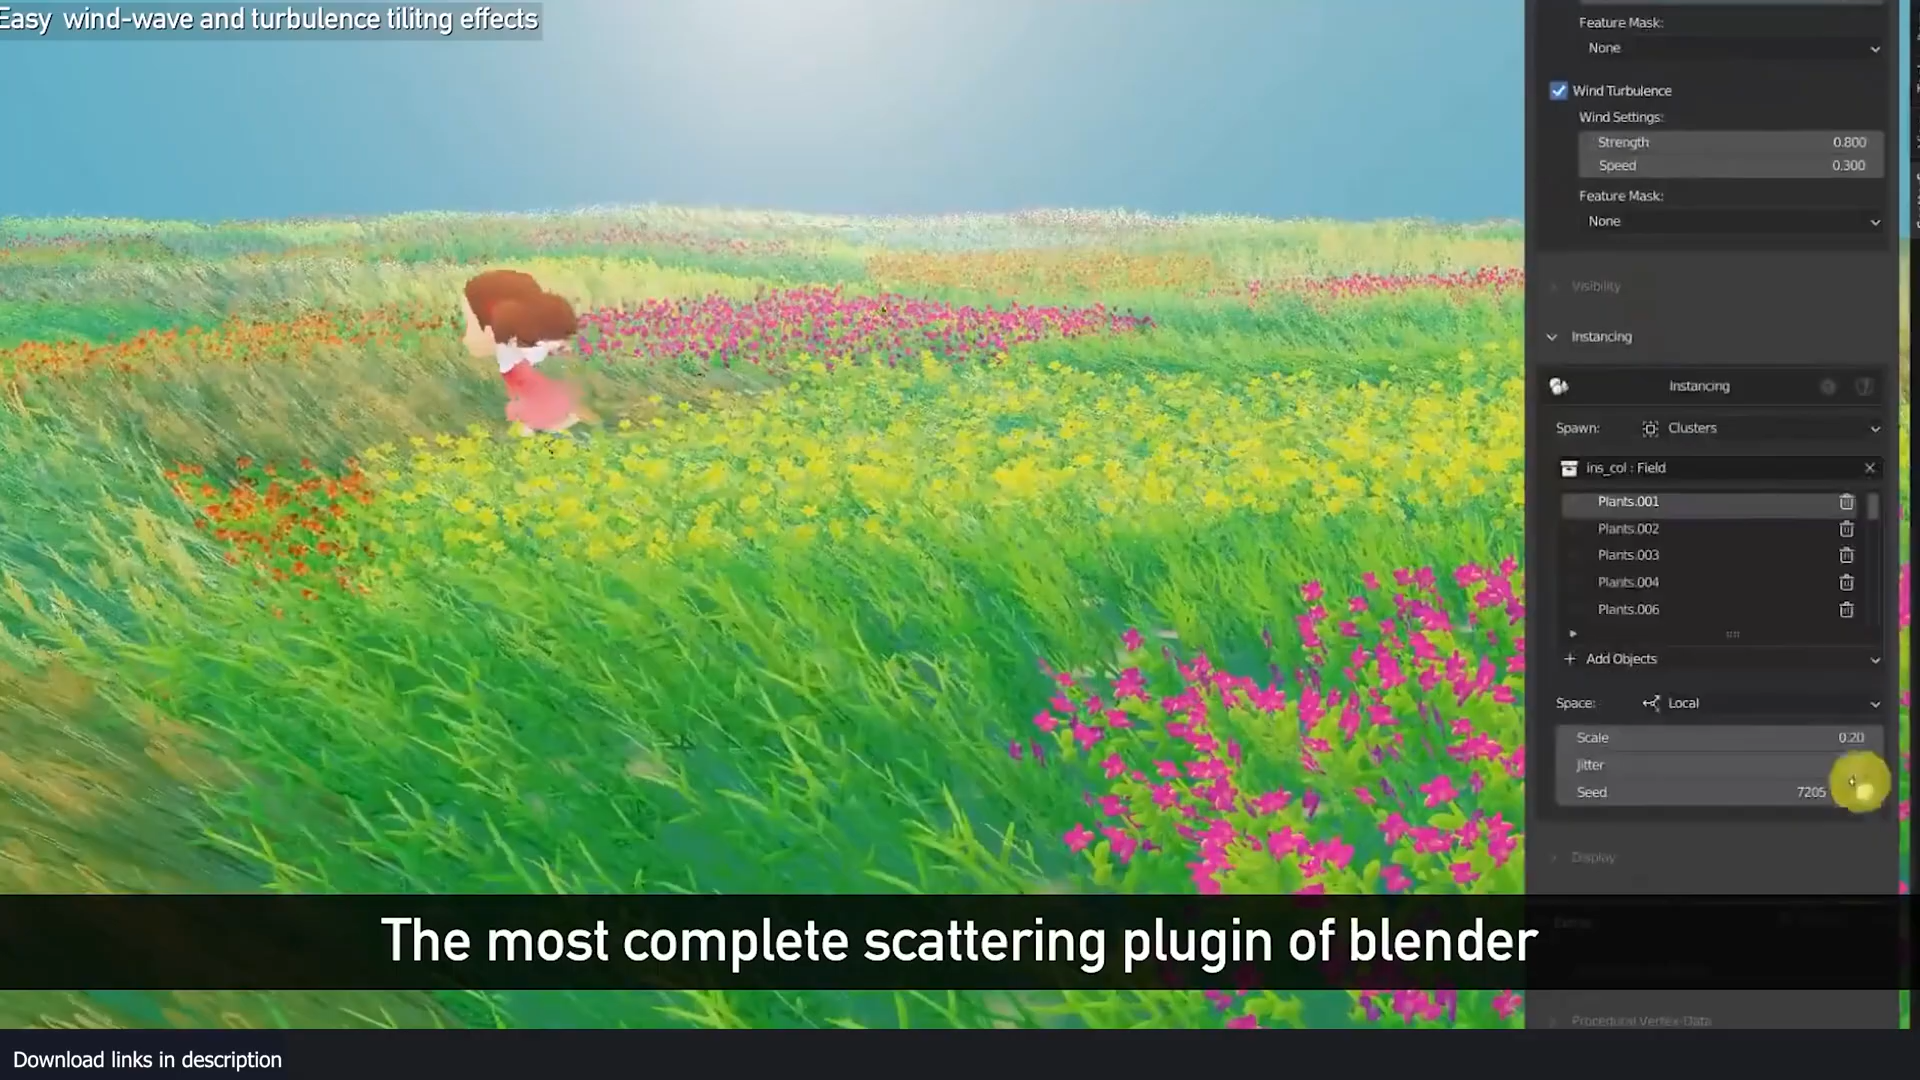 Easy wind-wave and turbulence tilitng effects
Feature Mask:
None
Wind Turbulence
Wind Settings:
Strength 0.800
Speed 0.300
Feature Mask:
None
Visibility
Instancing
Instancing
Spawn: Clusters
ins_col : Field
Plants.001
Plants.002
Plants.003
Plants.004
Plants.006
Add Objects
Space: Local
Scale 0.20
Jitter
Seed 7205
Display
The most complete scattering plugin of blender
Procedural Vertex-Data
Download links in description